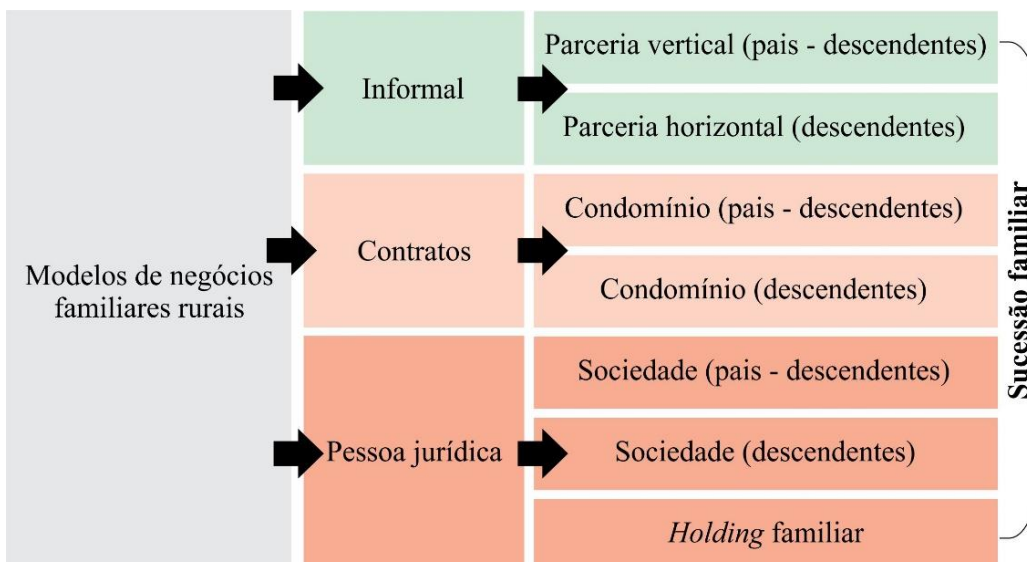 Modelos de negócios
familiares rurais
Informal
Parceria vertical (pais - descendentes)
Parceria horizontal (descendentes)
Contratos
Condomínio (pais - descendentes)
Condomínio (descendentes)
Pessoa jurídica
Sociedade (pais - descendentes)
Sociedade (descendentes)
Holding familiar
Sucessão familiar